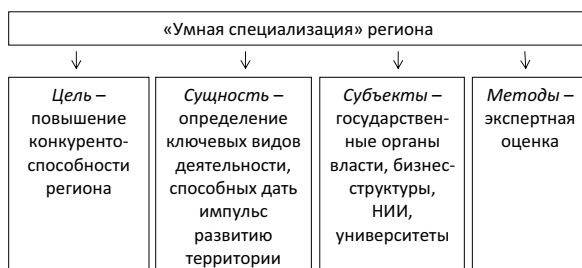 «Умная специализация» региона
Цель –
повышение
конкуренто-
способности
региона
Сущность –
определение
ключевых видов
деятельности,
способных дать
импульс
развитию
территории
Субъекты –
государствен-
ные органы
власти, бизнес-
структуры,
НИИ,
университеты
Методы –
экспертная
оценка